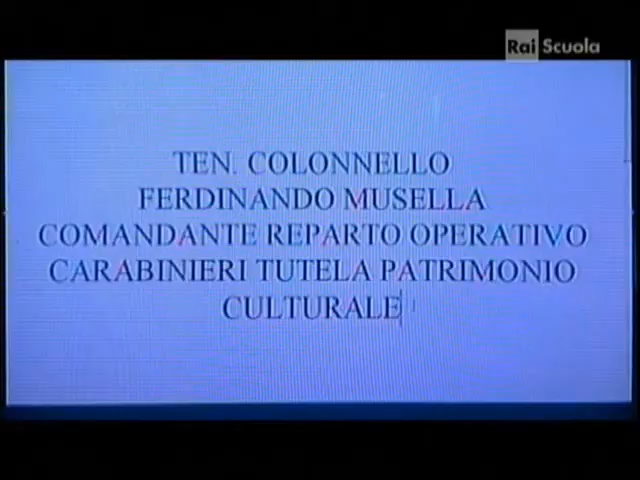 Rai Scuola
TEN. COLONNELLO
FERDINANDO MUSELLA
COMANDANTE REPARTO OPERATIVO
CARABINIERI TUTELA PATRIMONIO
CULTURALE